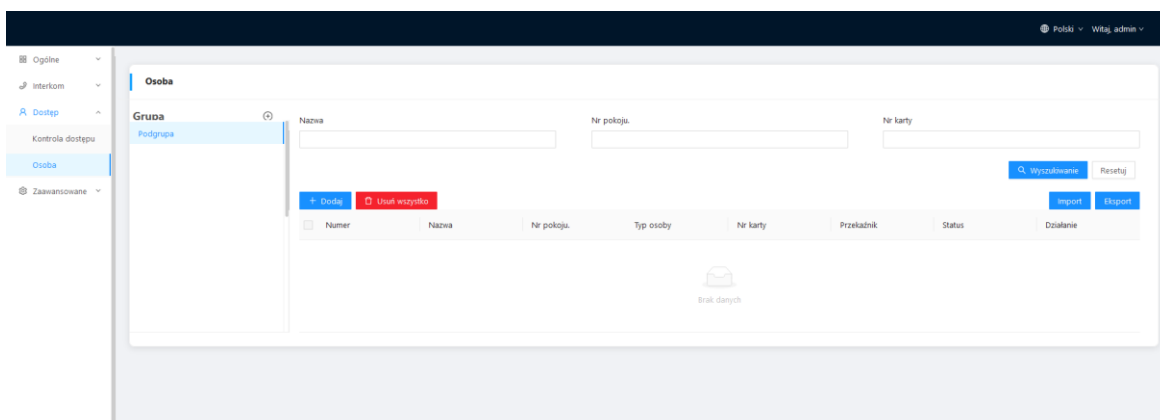 Polski Witaj, admin
Ogólne
Interkom
Dostęp
Kontrola dostępu
Osoba
Zaawansowane
Osoba
Grupa
Podgrupa
Nazwa Nr pokoju. Nr karty
Wyszukiwanie Resetuj
+ Dodaj Usuń wszystko Import Eksport
Numer Nazwa Nr pokoju. Typ osoby Nr karty Przekaźnik Status Działanie
Brak danych